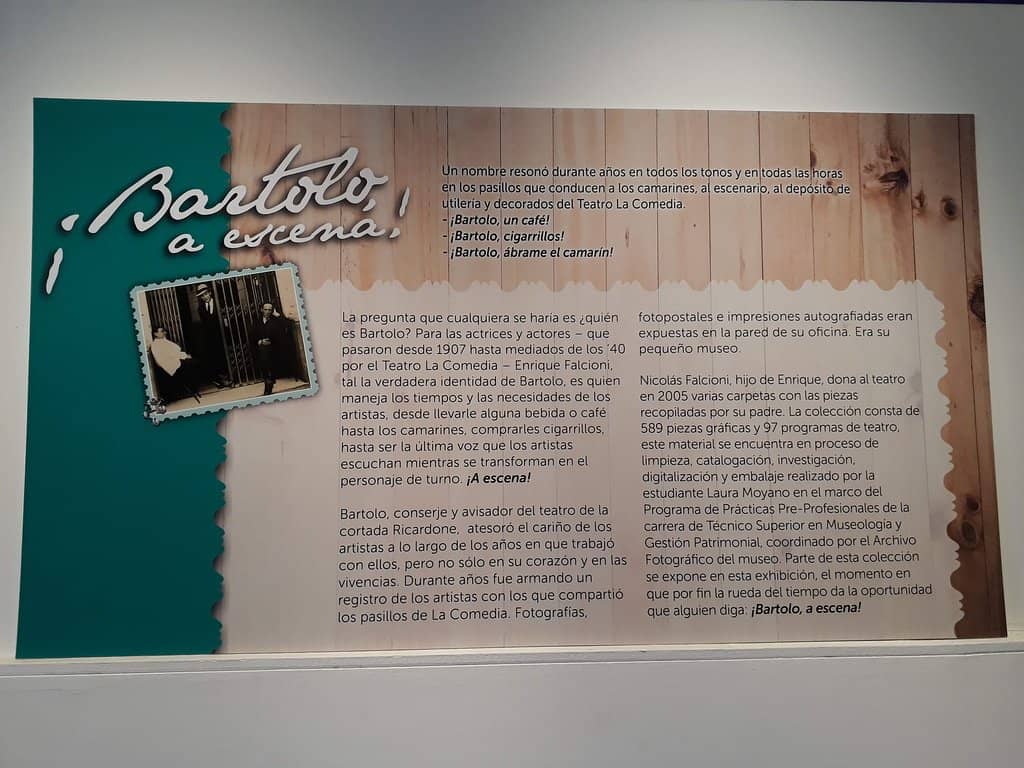 ¡Bartolo,
a escena!
Un nombre resonó durante años en todos los tonos y en todas las horas
en los pasillos que conducen a los camarines, al escenario, al depósito de
utilería y decorados del Teatro La Comedia.
- ¡Bartolo, un café!
- ¡Bartolo, cigarrillos!
- ¡Bartolo, ábrame el camarín!
La pregunta que cualquiera se haría es ¿quién
es Bartolo? Para las actrices y actores – que
pasaron desde 1907 hasta mediados de los '40
por el Teatro La Comedia – Enrique Falcioni,
tal la verdadera identidad de Bartolo, es quien
maneja los tiempos y las necesidades de los
artistas, desde llevarle alguna bebida o café
hasta los camarines, comprarles cigarrillos,
hasta ser la última voz que los artistas
escuchan mientras se transforman en el
personaje de turno. ¡A escena!
Bartolo, conserje y avisador del teatro de la
cortada Ricardone, atesoró el cariño de los
artistas a lo largo de los años en que trabajó
con ellos, pero no sólo en su corazón y en las
vivencias. Durante años fue armando un
registro de los artistas con los que compartió
los pasillos de La Comedia. Fotografías,
fotopostales e impresiones autografiadas eran
expuestas en la pared de su oficina. Era su
pequeño museo.
Nicolás Falcioni, hijo de Enrique, dona al teatro
en 2005 varias carpetas con las piezas
recopiladas por su padre. La colección consta de
589 piezas gráficas y 97 programas de teatro,
este material se encuentra en proceso de
limpieza, catalogación, investigación,
digitalización y embalaje realizado por la
estudiante Laura Moyano en el marco del
Programa de Prácticas Pre-Profesionales de la
carrera de Técnico Superior en Museología y
Gestión Patrimonial, coordinado por el Archivo
Fotográfico del museo. Parte de esta colección
se expone en esta exhibición, el momento en
que por fin la rueda del tiempo da la oportunidad
que alguien diga: ¡Bartolo, a escena!